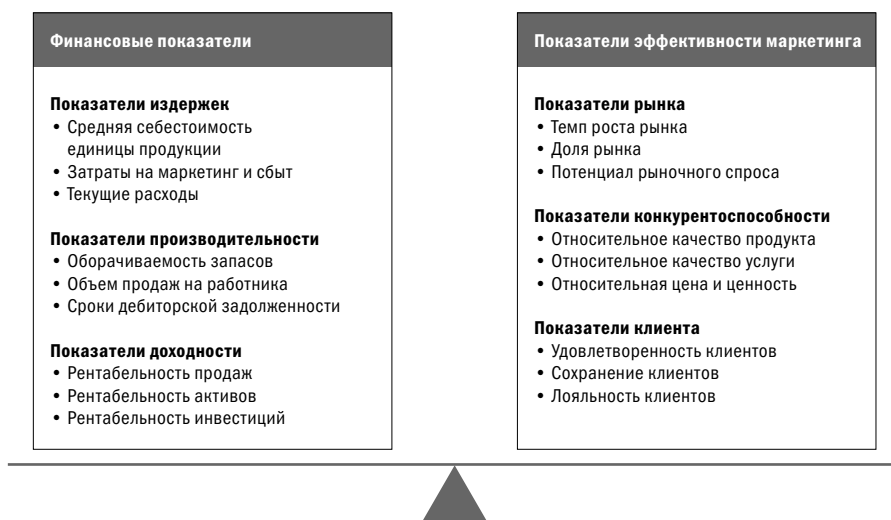 Финансовые показатели
Показатели издержек
• Средняя себестоимость
единицы продукции
• Затраты на маркетинг и сбыт
• Текущие расходы
Показатели производительности
• Оборачиваемость запасов
• Объем продаж на работника
• Сроки дебиторской задолженности
Показатели доходности
• Рентабельность продаж
• Рентабельность активов
• Рентабельность инвестиций
Показатели эффективности маркетинга
Показатели рынка
• Темп роста рынка
• Доля рынка
• Потенциал рыночного спроса
Показатели конкурентоспособности
• Относительное качество продукта
• Относительное качество услуги
• Относительная цена и ценность
Показатели клиента
• Удовлетворенность клиентов
• Сохранение клиентов
• Лояльность клиентов